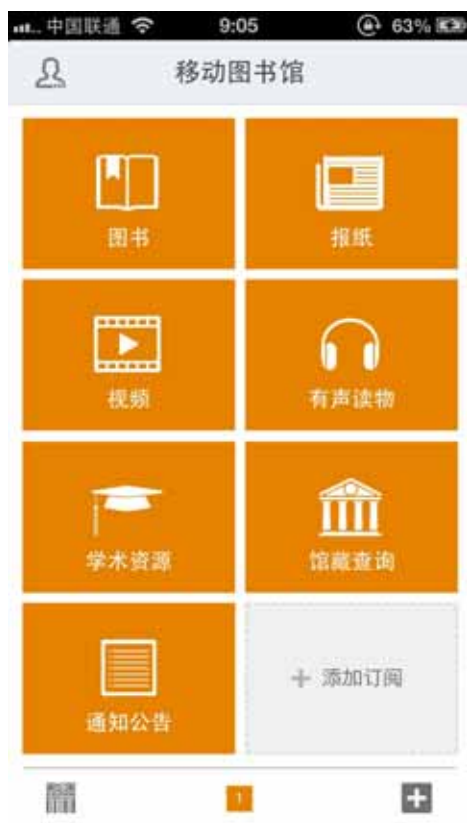 中国联通 9:05 63%
移动图书馆
图书 报纸
视频 有声读物
学术资源 馆藏查询
通知公告 + 添加订阅
1